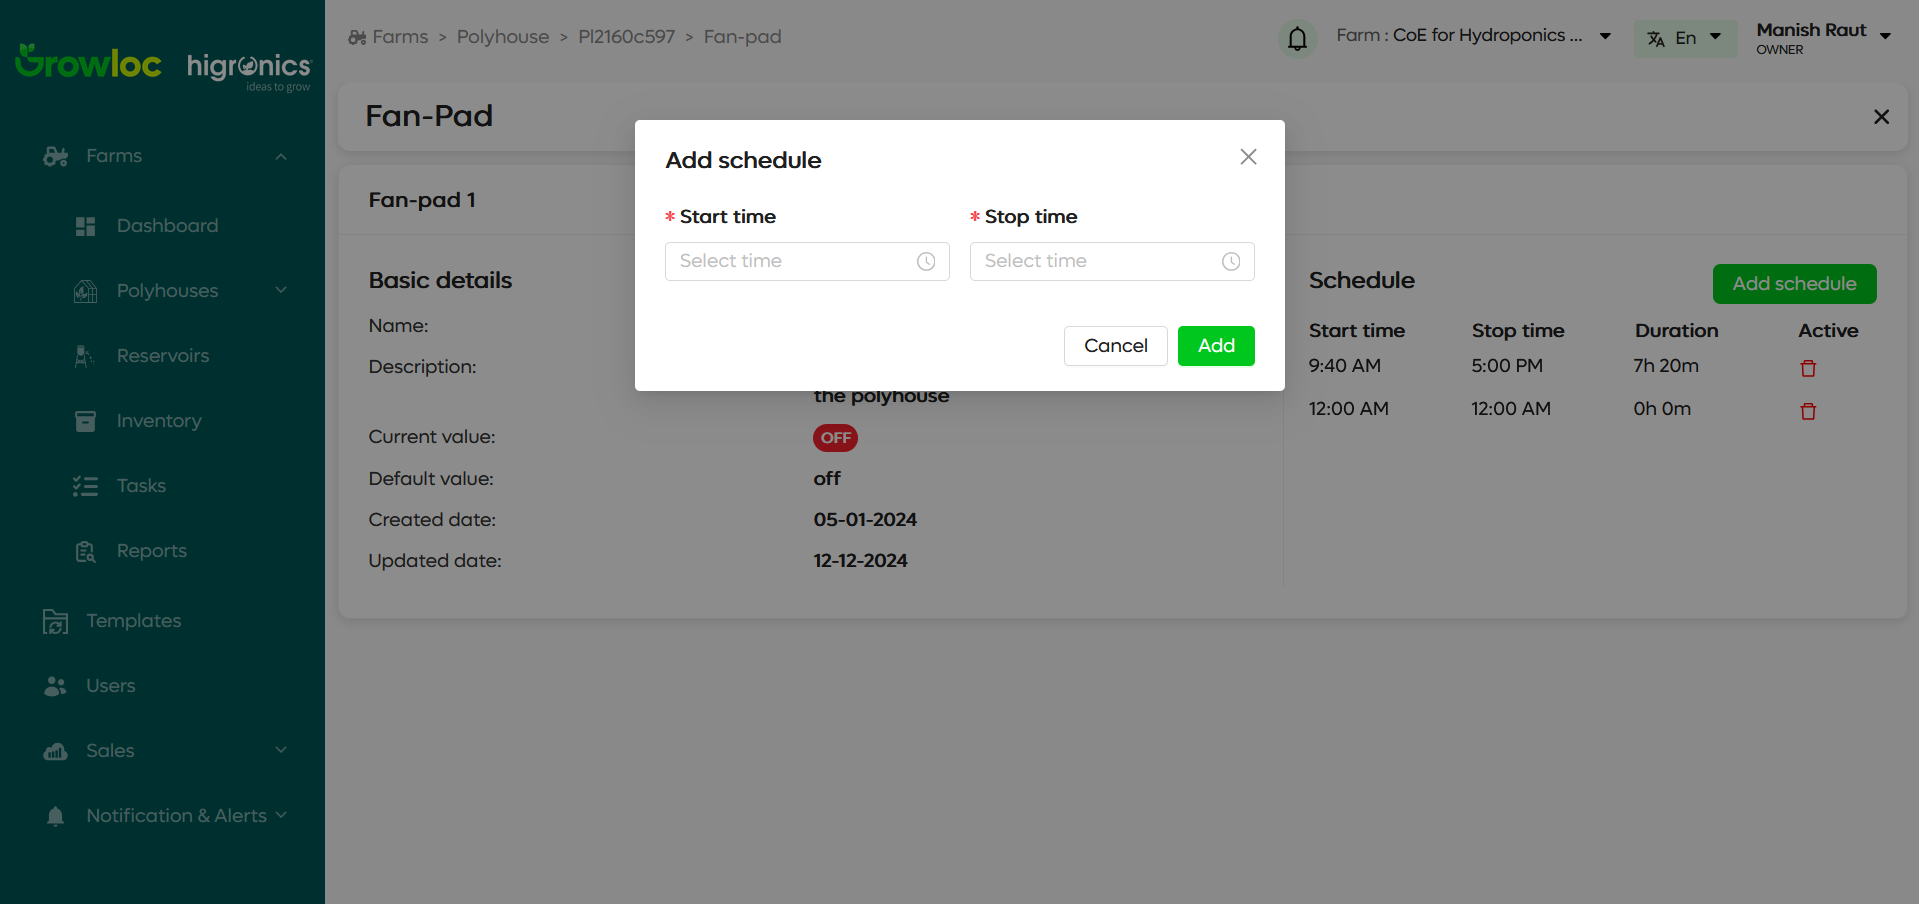 Growloc
higronics
ideas to grow
Farms > Polyhouse > Pl2160c597 > Fan-pad
Farm : CoE for Hydroponics ...
En
Manish Raut
OWNER
Farms
Dashboard
Polyhouses
Reservoirs
Inventory
Tasks
Reports
Templates
Users
Sales
Notification & Alerts
Fan-Pad
Fan-pad 1
Basic details
Name:
Description:
the polyhouse
Current value:
OFF
Default value:
off
Created date:
05-01-2024
Updated date:
12-12-2024
Add schedule
* Start time
* Stop time
Select time
Select time
Cancel
Add
Schedule
Add schedule
Start time Stop time Duration Active
9:40 AM 5:00 PM 7h 20m
12:00 AM 12:00 AM 0h 0m